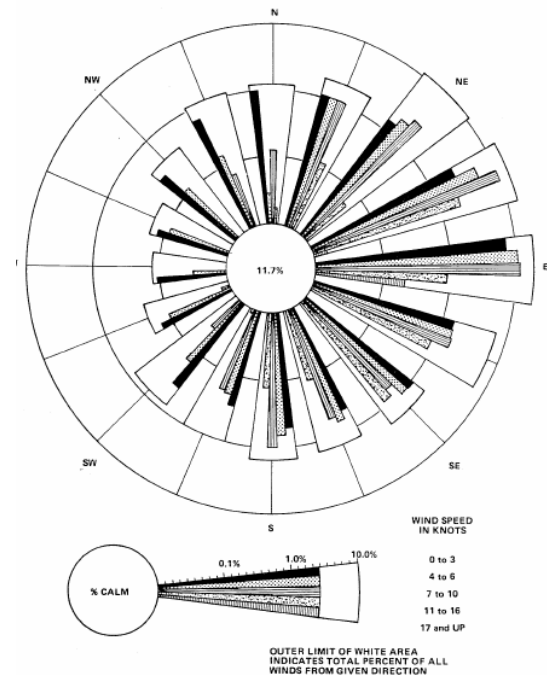 N
NW
NE
11.7%
E
SW
SE
S
WIND SPEED
IN KNOTS
0.1%
1.0%
10.0%
0 to 3
% CALM
4 to 6
7 to 10
11 to 16
17 and UP
OUTER LIMIT OF WHITE AREA
INDICATES TOTAL PERCENT OF ALL
WINDS FROM GIVEN DIRECTION